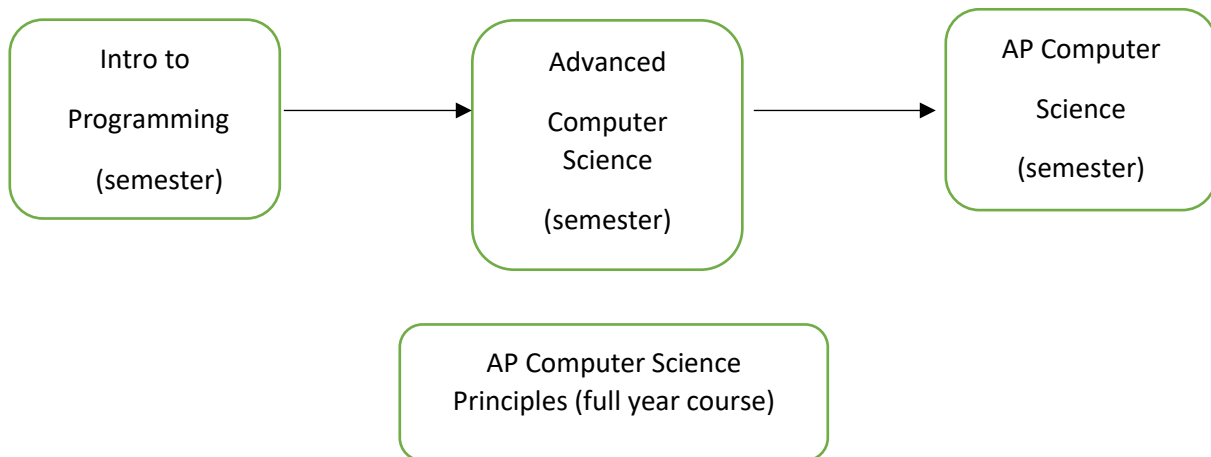 Intro to
Programming
(semester)
Advanced
Computer
Science
(semester)
AP Computer
Science
(semester)
AP Computer Science
Principles (full year course)